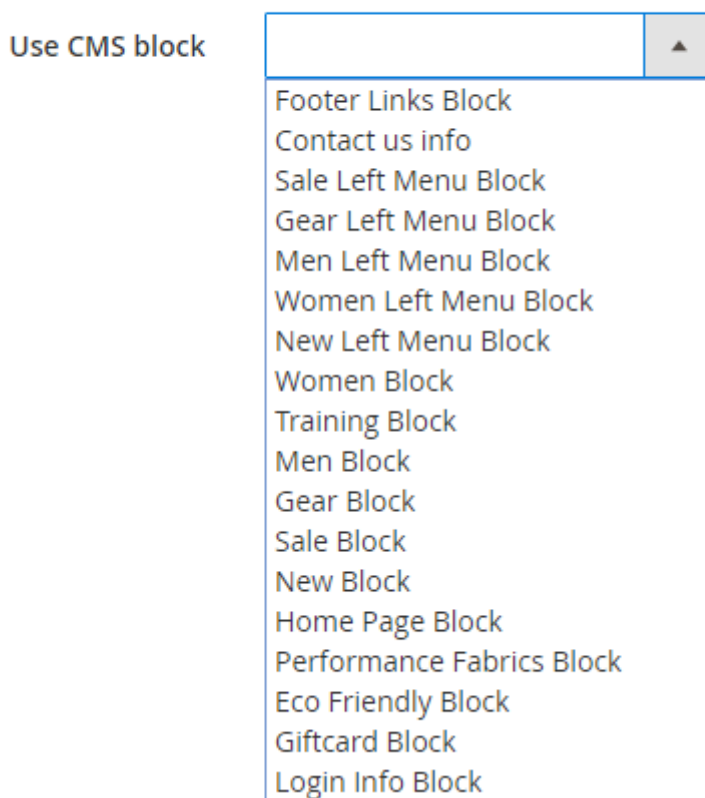 Use CMS block
Footer Links Block
Contact us info
Sale Left Menu Block
Gear Left Menu Block
Men Left Menu Block
Women Left Menu Block
New Left Menu Block
Women Block
Training Block
Men Block
Gear Block
Sale Block
New Block
Home Page Block
Performance Fabrics Block
Eco Friendly Block
Giftcard Block
Login Info Block